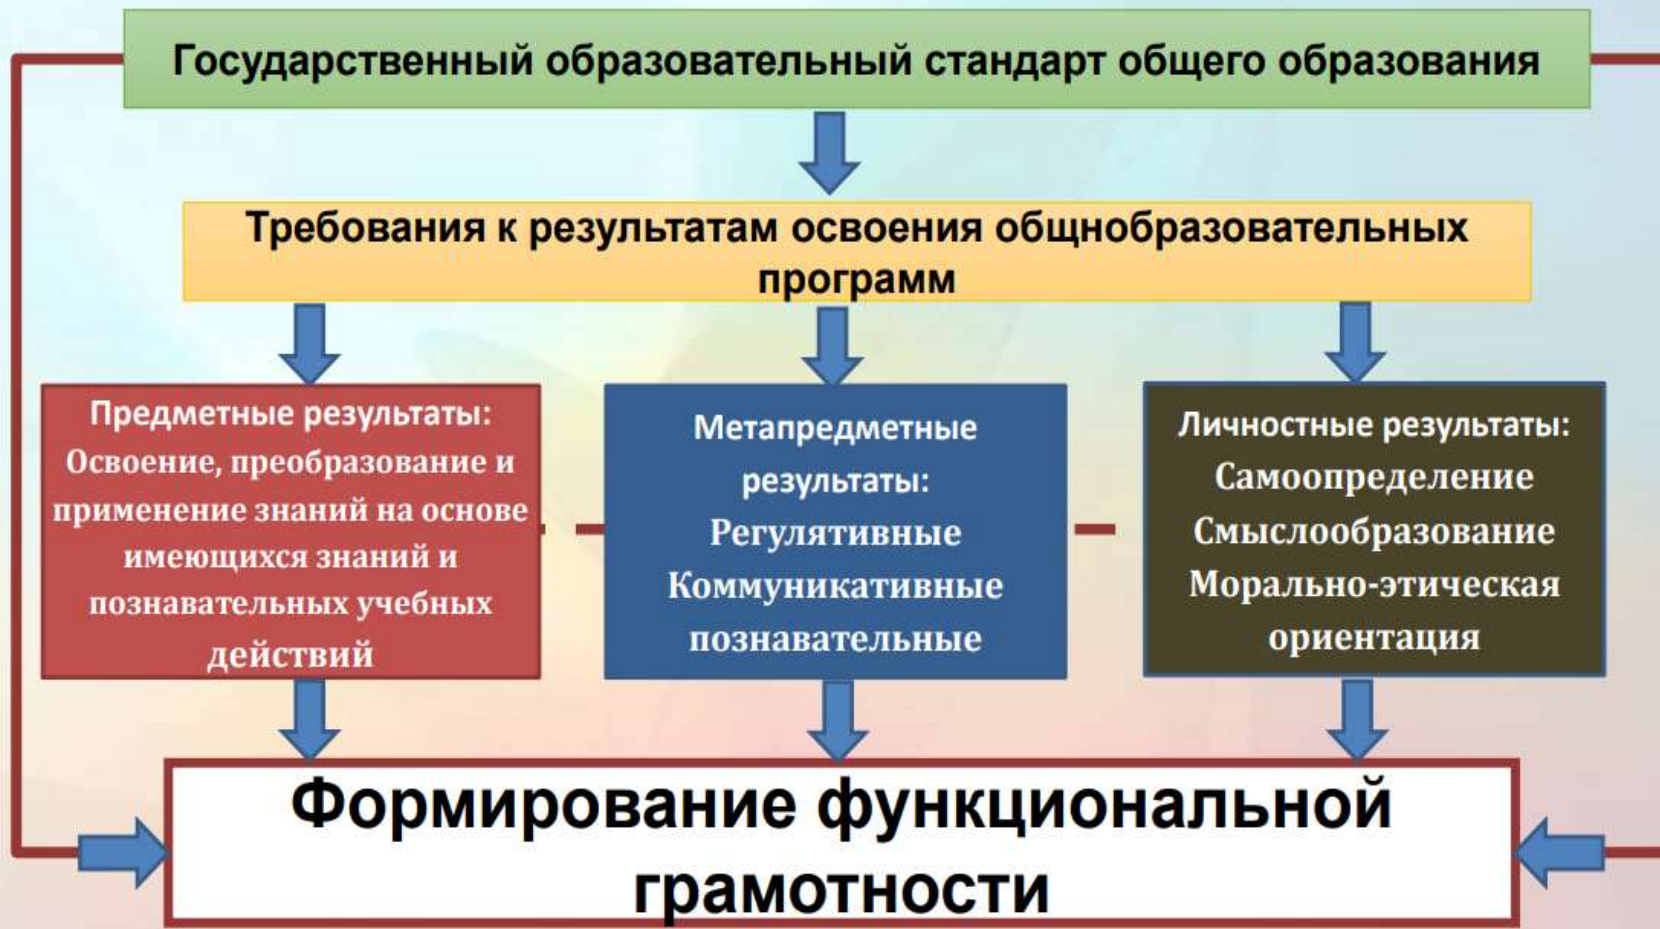 Государственный образовательный стандарт общего образования
Требования к результатам освоения общнобразовательных
программ
Предметные результаты:
Освоение, преобразование и
применение знаний на основе
имеющихся знаний и
познавательных учебных
действий
Метапредметные
результаты:
Регулятивные
Коммуникативные
познавательные
Личностные результаты:
Самоопределение
Смыслообразование
Морально-этическая
ориентация
Формирование функциональной
грамотности